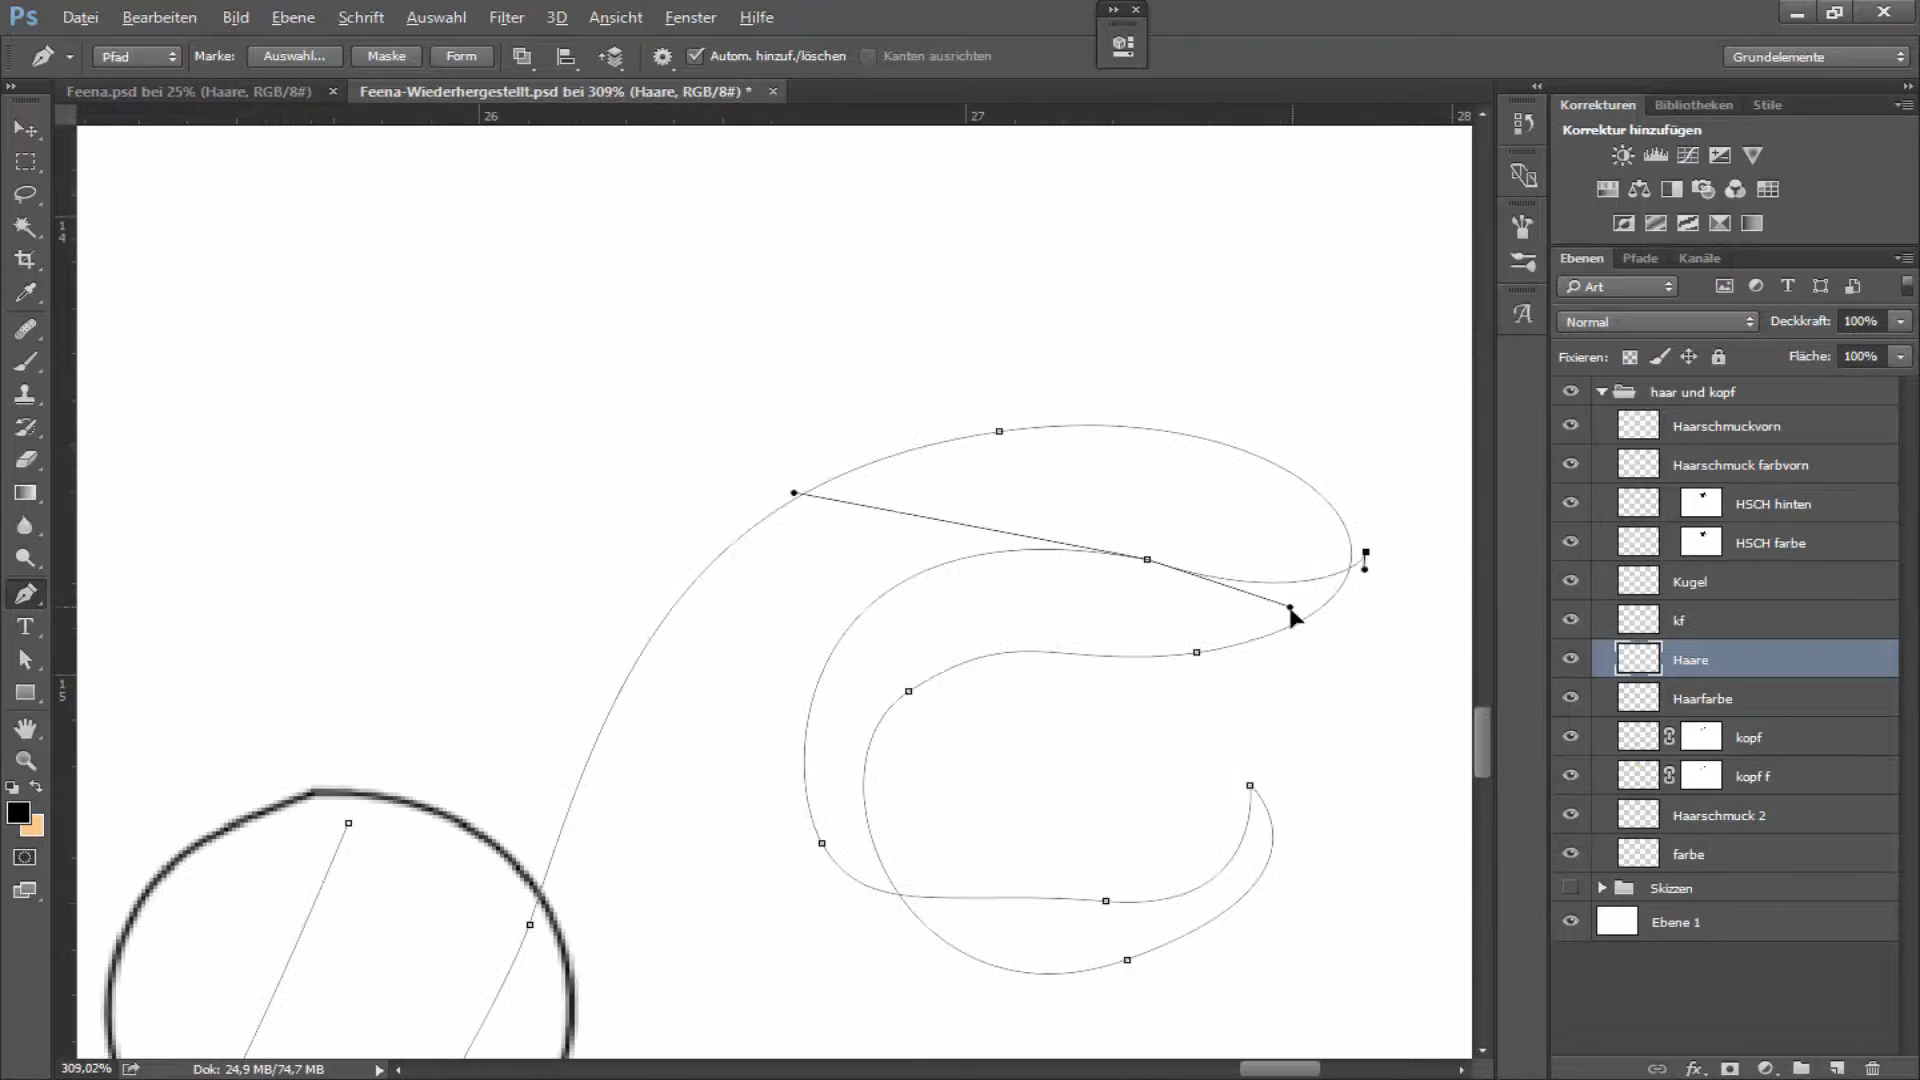 Ps Datei Bearbeiten Bild Ebene Schrift Auswahl Filter 3D Ansicht Fenster Hilfe
Pfad Marke: Auswahl... Maske Form Autom. hinzuf./löschen Kanten ausrichten Grundelemente
Feena.psd bei 25% (Haare, RGB/8#) × Feena-Wiederhergestellt.psd bei 309% (Haare, RGB/8#) * ×
26 27 28
14
15
Korrekturen Bibliotheken Stile
Korrektur hinzufügen
Ebenen Pfade Kanäle
Art
Normal Deckkraft: 100%
Fixieren: Fläche: 100%
haar und kopf
Haarschmuckvorn
Haarschmuck farbvorn
HSCH hinten
HSCH farbe
Kugel
kf
Haare
Haarfarbe
kopf
kopf f
Haarschmuck 2
farbe
Skizzen
Ebene 1
309,02% Dok: 24,9 MB/74,7 MB